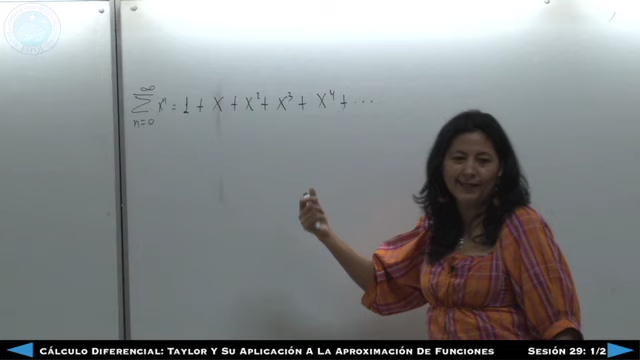 ∞
∑ xⁿ = 1 + x + x² + x³ + x⁴ + ...
n=0
Cálculo Diferencial: Taylor Y Su Aplicación A La Aproximación De Funciones Sesión 29: 1/2